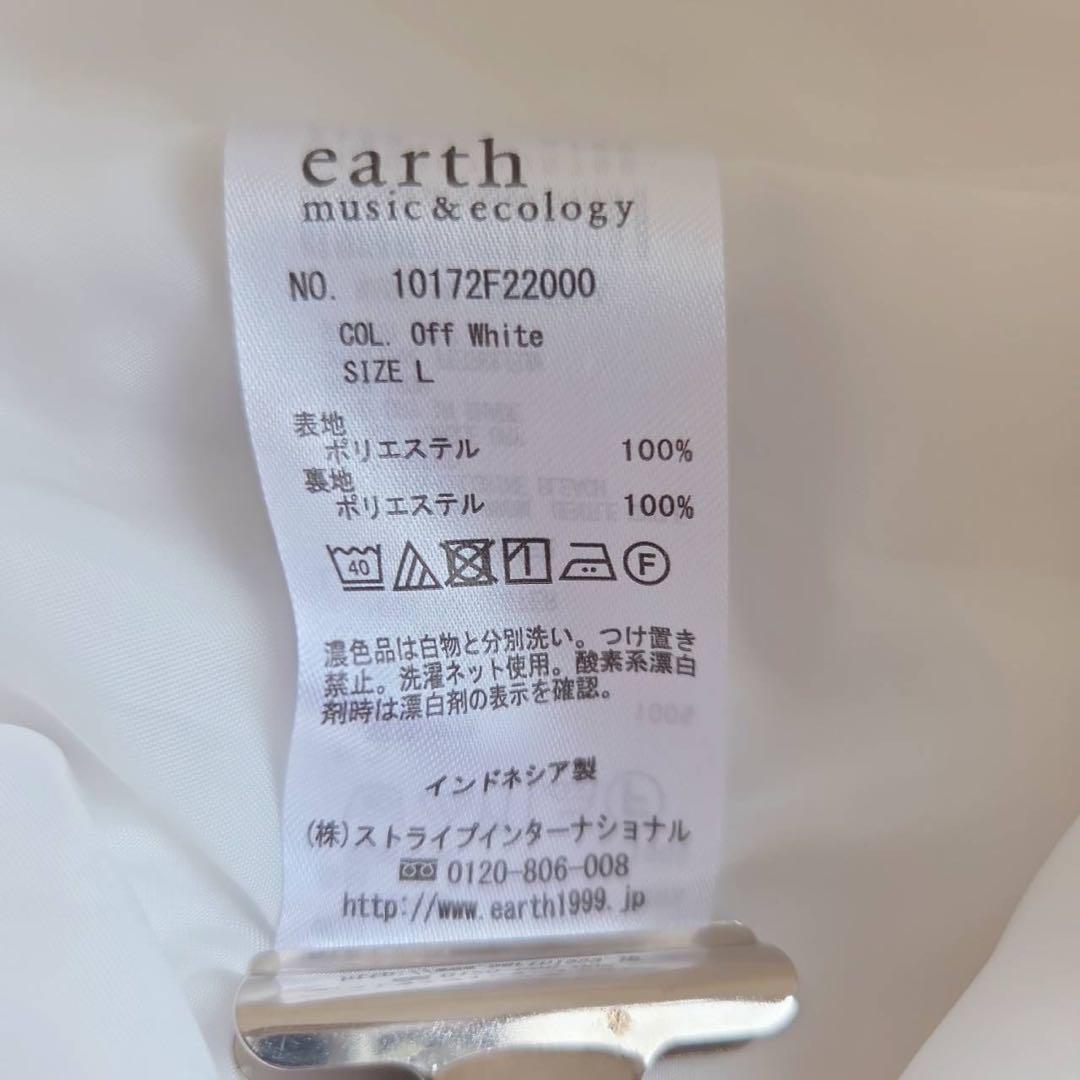 earth
music&ecology
NO. 10172F22000
COL. Off White
SIZE L
表地
ポリエステル 100%
裏地
ポリエステル 100%
40
F
濃色品は白物と分別洗い。つけ置き
禁止。洗濯ネット使用。酸素系漂白
剤時は漂白剤の表示を確認。
インドネシア製
(株)ストライプインターナショナル
0120-806-008
http://www.earth1999.jp